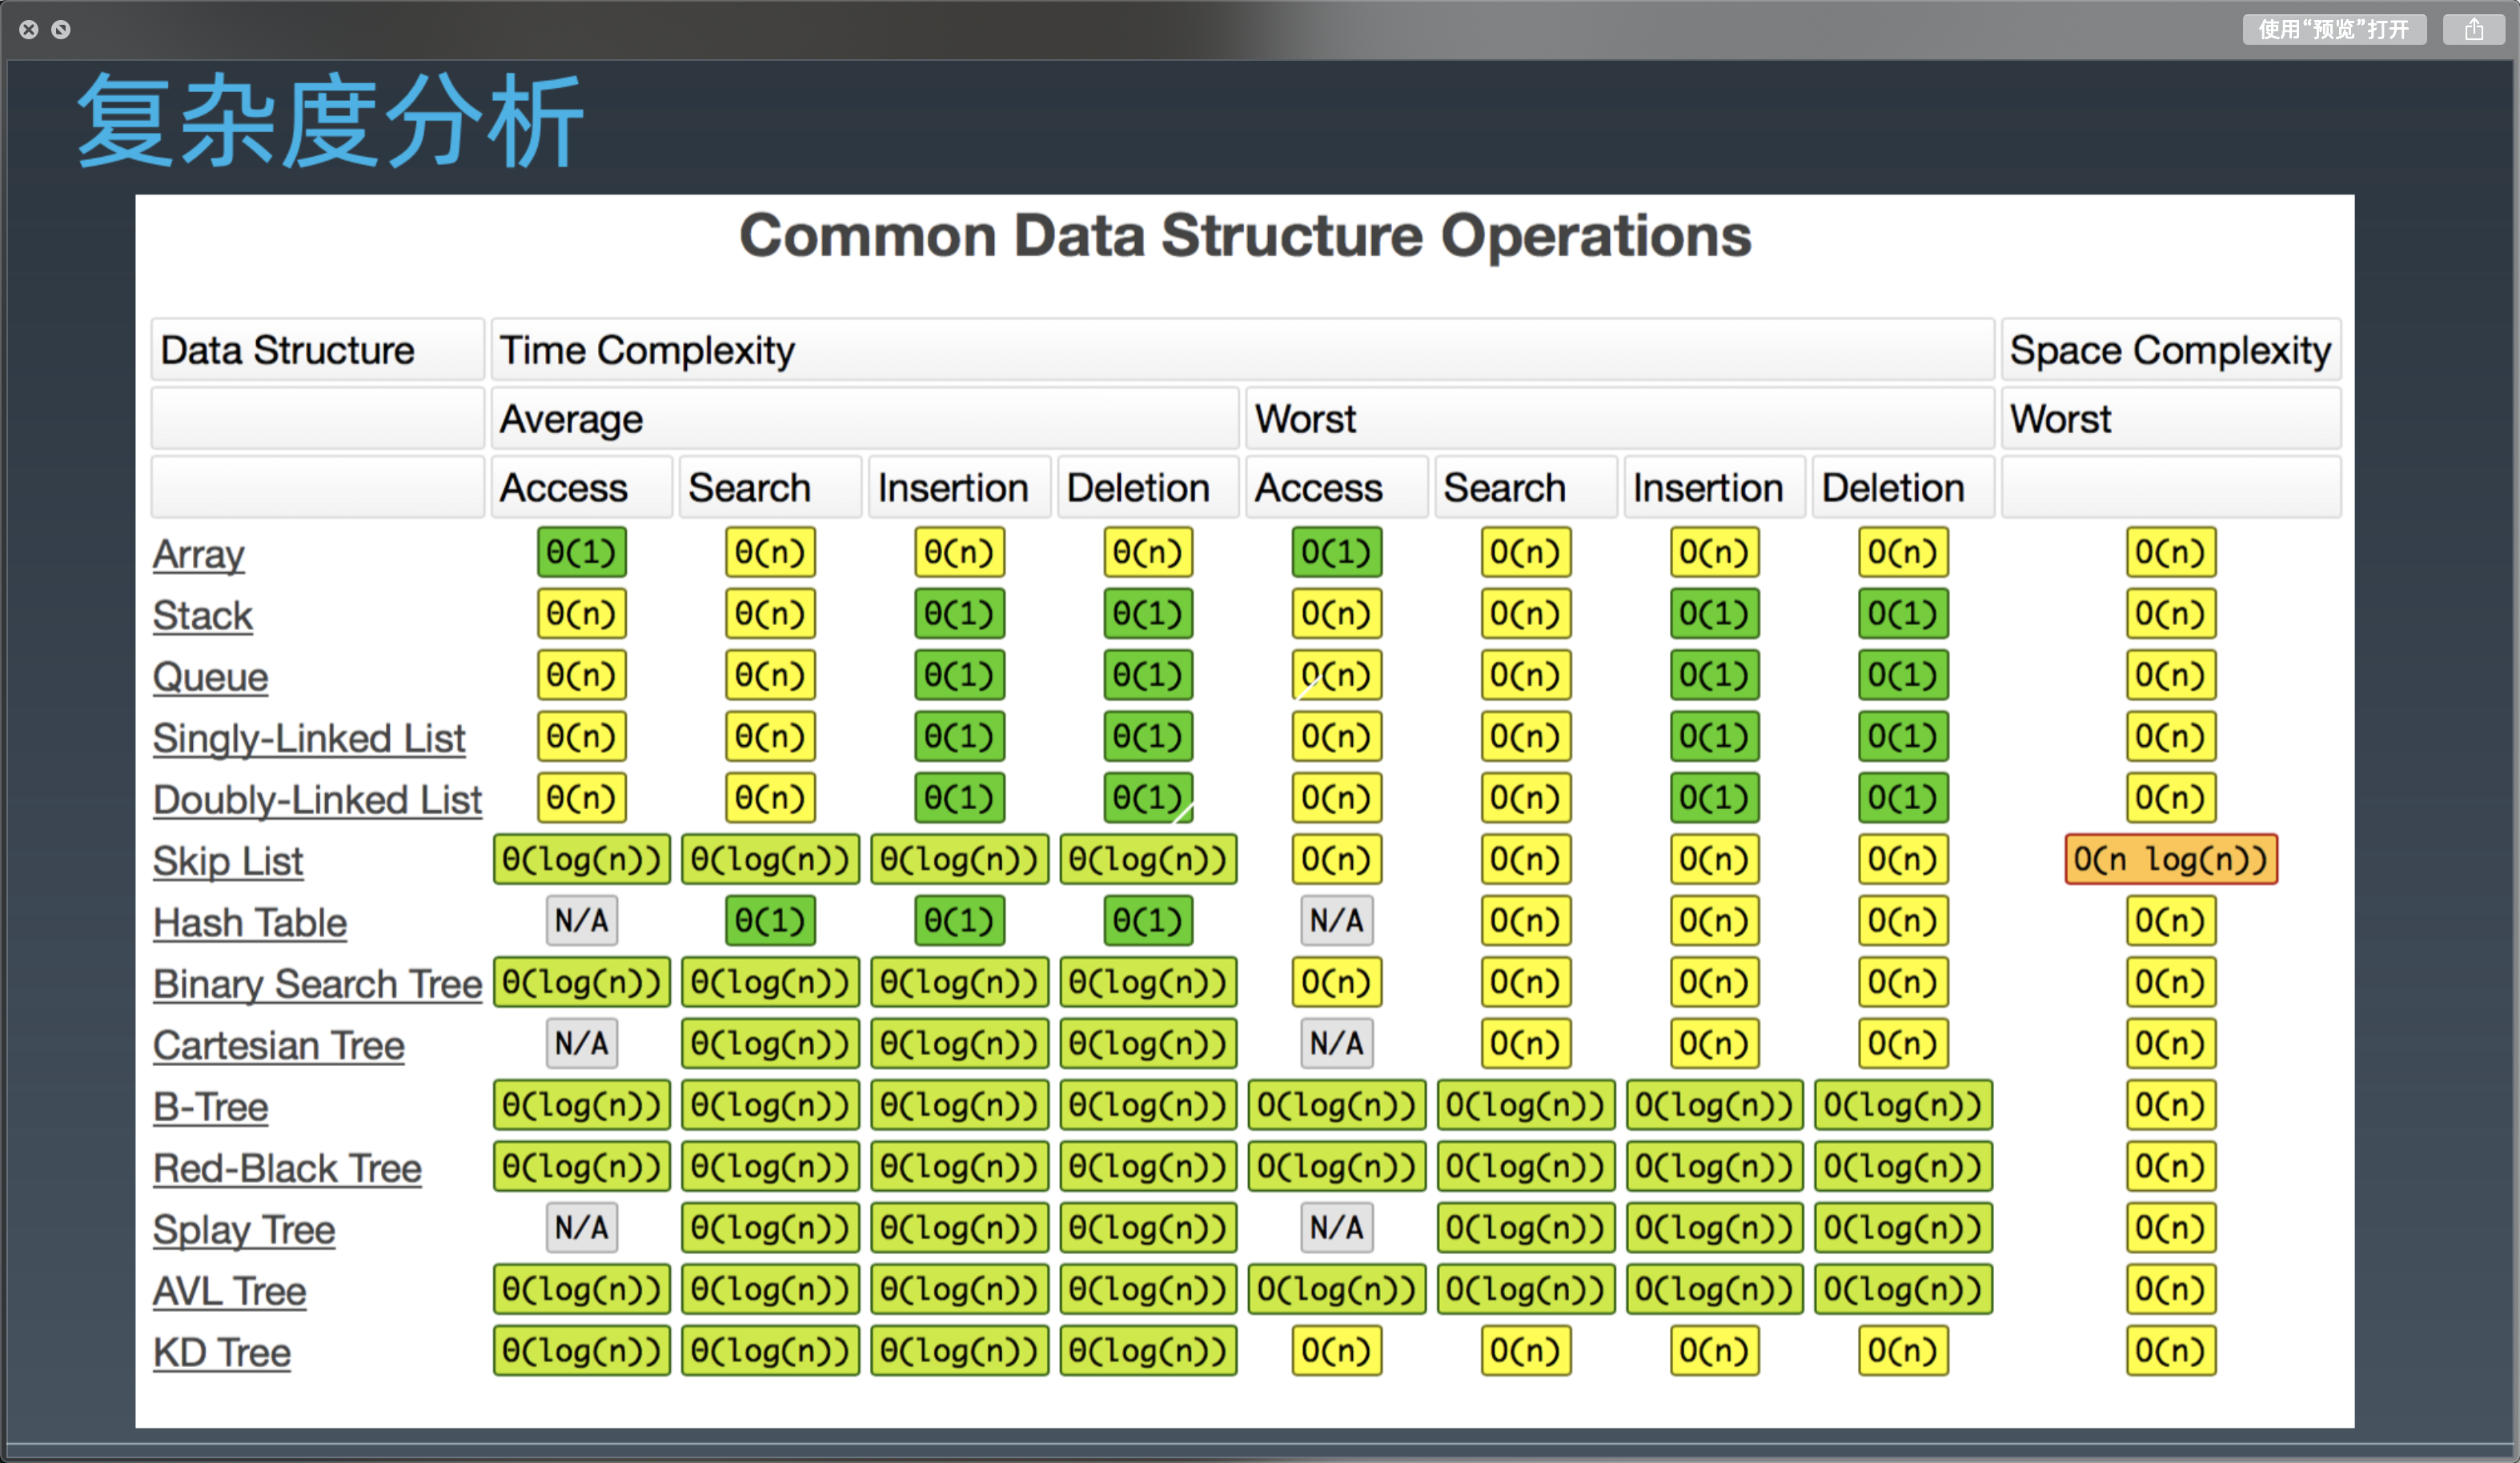 使用“预览”打开
复杂度分析
Common Data Structure Operations
Data Structure Time Complexity Space Complexity
Average Worst Worst
Access Search Insertion Deletion Access Search Insertion Deletion
Array Θ(1) Θ(n) Θ(n) Θ(n) O(1) O(n) O(n) O(n) O(n)
Stack Θ(n) Θ(n) Θ(1) Θ(1) O(n) O(n) O(1) O(1) O(n)
Queue Θ(n) Θ(n) Θ(1) Θ(1) O(n) O(n) O(1) O(1) O(n)
Singly-Linked List Θ(n) Θ(n) Θ(1) Θ(1) O(n) O(n) O(1) O(1) O(n)
Doubly-Linked List Θ(n) Θ(n) Θ(1) Θ(1) O(n) O(n) O(1) O(1) O(n)
Skip List Θ(log(n)) Θ(log(n)) Θ(log(n)) Θ(log(n)) O(n) O(n) O(n) O(n) O(n log(n))
Hash Table N/A Θ(1) Θ(1) Θ(1) N/A O(n) O(n) O(n) O(n)
Binary Search Tree Θ(log(n)) Θ(log(n)) Θ(log(n)) Θ(log(n)) O(n) O(n) O(n) O(n) O(n)
Cartesian Tree N/A Θ(log(n)) Θ(log(n)) Θ(log(n)) N/A O(n) O(n) O(n) O(n)
B-Tree Θ(log(n)) Θ(log(n)) Θ(log(n)) Θ(log(n)) O(log(n)) O(log(n)) O(log(n)) O(log(n)) O(n)
Red-Black Tree Θ(log(n)) Θ(log(n)) Θ(log(n)) Θ(log(n)) O(log(n)) O(log(n)) O(log(n)) O(log(n)) O(n)
Splay Tree N/A Θ(log(n)) Θ(log(n)) Θ(log(n)) N/A O(log(n)) O(log(n)) O(log(n)) O(n)
AVL Tree Θ(log(n)) Θ(log(n)) Θ(log(n)) Θ(log(n)) O(log(n)) O(log(n)) O(log(n)) O(log(n)) O(n)
KD Tree Θ(log(n)) Θ(log(n)) Θ(log(n)) Θ(log(n)) O(n) O(n) O(n) O(n) O(n)